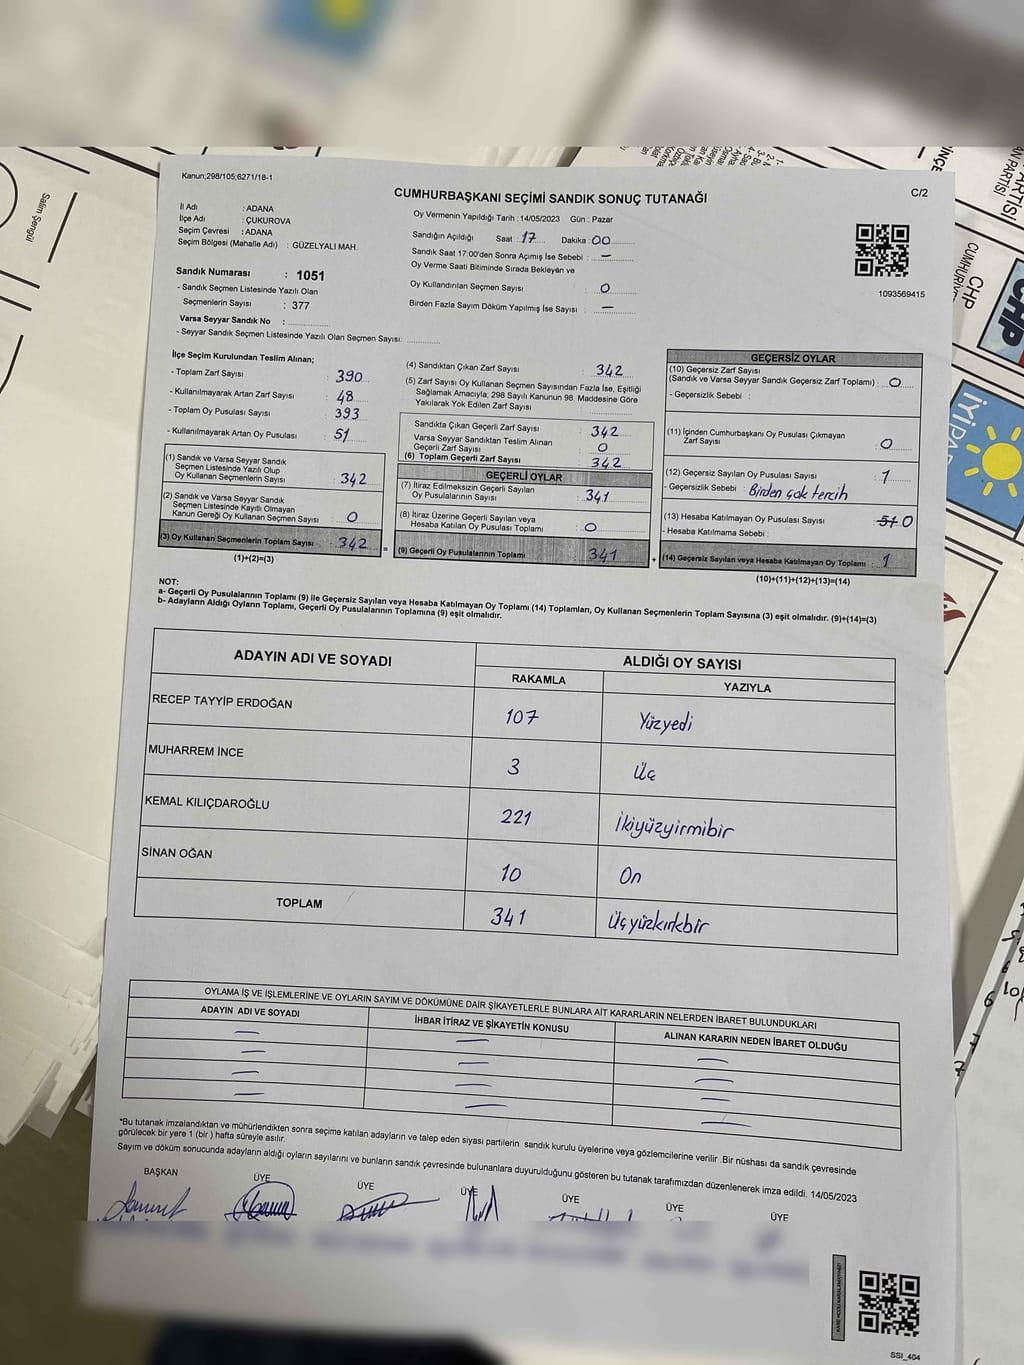 Kanun:298/105;6271/18-1
CUMHURBAŞKANI SEÇİMİ SANDIK SONUÇ TUTANAĞI
C/2
İl Adı : ADANA
İlçe Adı : ÇUKUROVA
Seçim Çevresi : ADANA
Seçim Bölgesi (Mahalle Adı) : GÜZELYALI MAH.
Sandık Numarası : 1051
- Sandık Seçmen Listesinde Yazılı Olan
Seçmenlerin Sayısı : 377
Varsa Seyyar Sandık No :
- Seyyar Sandık Seçmen Listesinde Yazılı Olan Seçmen Sayısı:
Oy Vermenin Yapıldığı Tarih : 14/05/2023 Gün : Pazar
Sandığın Açıldığı Saat : 17 Dakika : 00
Sandık Saat 17:00'den Sonra Açımış İse Sebebi : —
Oy Verme Saati Bitiminde Sırada Bekleyen ve
Oy Kullandırılan Seçmen Sayısı : 0
Birden Fazla Sayım Döküm Yapılmış İse Sayısı : —
1093569415
İlçe Seçim Kurulundan Teslim Alınan;
- Toplam Zarf Sayısı : 390
- Kullanılmayarak Artan Zarf Sayısı : 48
- Toplam Oy Pusulası Sayısı : 393
- Kullanılmayarak Artan Oy Pusulası : 51
(1) Sandık ve Varsa Seyyar Sandık
Seçmen Listesinde Yazılı Olup
Oy Kullanan Seçmenlerin Sayısı : 342
(2) Sandık ve Varsa Seyyar Sandık
Seçmen Listesinde Kayıtlı Olmayan
Kanun Gereği Oy Kullanan Seçmen Sayısı : 0
(3) Oy Kullanan Seçmenlerin Toplam Sayısı : 342
(1)+(2)=(3)
(4) Sandıktan Çıkan Zarf Sayısı : 342
(5) Zarf Sayısı Oy Kullanan Seçmen Sayısından Fazla İse, Eşitliği
Sağlamak Amacıyla; 298 Sayılı Kanunun 98. Maddesine Göre
Yakılarak Yok Edilen Zarf Sayısı :
Sandıkta Çıkan Geçerli Zarf Sayısı : 342
Varsa Seyyar Sandıktan Teslim Alınan
Geçerli Zarf Sayısı : 0
(6) Toplam Geçerli Zarf Sayısı : 342
GEÇERLİ OYLAR
(7) İtiraz Edilmeksizin Geçerli Sayılan
Oy Pusulalarının Sayısı : 341
(8) İtiraz Üzerine Geçerli Sayılan veya
Hesaba Katılan Oy Pusulası Toplamı : 0
= (9) Geçerli Oy Pusulalarının Toplamı : 341
GEÇERSİZ OYLAR
(10) Geçersiz Zarf Sayısı
(Sandık ve Varsa Seyyar Sandık Geçersiz Zarf Toplamı) : 0
- Geçersizlik Sebebi :
(11) İçinden Cumhurbaşkanı Oy Pusulası Çıkmayan
Zarf Sayısı : 0
(12) Geçersiz Sayılan Oy Pusulası Sayısı : 1
- Geçersizlik Sebebi : Birden çok tercih
(13) Hesaba Katılmayan Oy Pusulası Sayısı : 51 0
- Hesaba Katılmama Sebebi :
+ (14) Geçersiz Sayılan veya Hesaba Katılmayan Oy Toplamı : 1
(10)+(11)+(12)+(13)=(14)
NOT:
a- Geçerli Oy Pusulalarının Toplamı (9) ile Geçersiz Sayılan veya Hesaba Katılmayan Oy Toplamı (14) Toplamları, Oy Kullanan Seçmenlerin Toplam Sayısına (3) eşit olmalıdır. (9)+(14)=(3)
b- Adayların Aldığı Oyların Toplamı, Geçerli Oy Pusulalarının Toplamına (9) eşit olmalıdır.
ADAYIN ADI VE SOYADI
ALDIĞI OY SAYISI
RAKAMLA
YAZIYLA
RECEP TAYYİP ERDOĞAN 107 Yüzyedi
MUHARREM İNCE 3 Üç
KEMAL KILIÇDAROĞLU 221 İkiyüzyirmibir
SİNAN OĞAN 10 On
TOPLAM 341 Üçyüzkırkbir
OYLAMA İŞ VE İŞLEMLERİNE VE OYLARIN SAYIM VE DÖKÜMÜNE DAİR ŞİKAYETLERLE BUNLARA AİT KARARLARIN NELERDEN İBARET BULUNDUKLARI
ADAYIN ADI VE SOYADI
İHBAR İTİRAZ VE ŞİKAYETİN KONUSU
ALINAN KARARIN NEDEN İBARET OLDUĞU
— — —
— — —
— — —
— — —
*Bu tutanak imzalandıktan ve mühürlendikten sonra seçime katılan adayların ve talep eden siyasi partilerin sandık kurulu üyelerine veya gözlemcilerine verilir .Bir nüshası da sandık çevresinde
görülecek bir yere 1 (bir ) hafta süreyle asılır.
Sayım ve döküm sonucunda adayların aldığı oyların sayılarını ve bunların sandık çevresinde bulunanlara duyurulduğunu gösteren bu tutanak tarafımızdan düzenlenerek imza edildi. 14/05/2023
BAŞKAN ÜYE ÜYE ÜYE ÜYE ÜYE ÜYE
SSI_404
Salim Şengül
CUMHURİYE
CHP
CHP
İYİ PAR